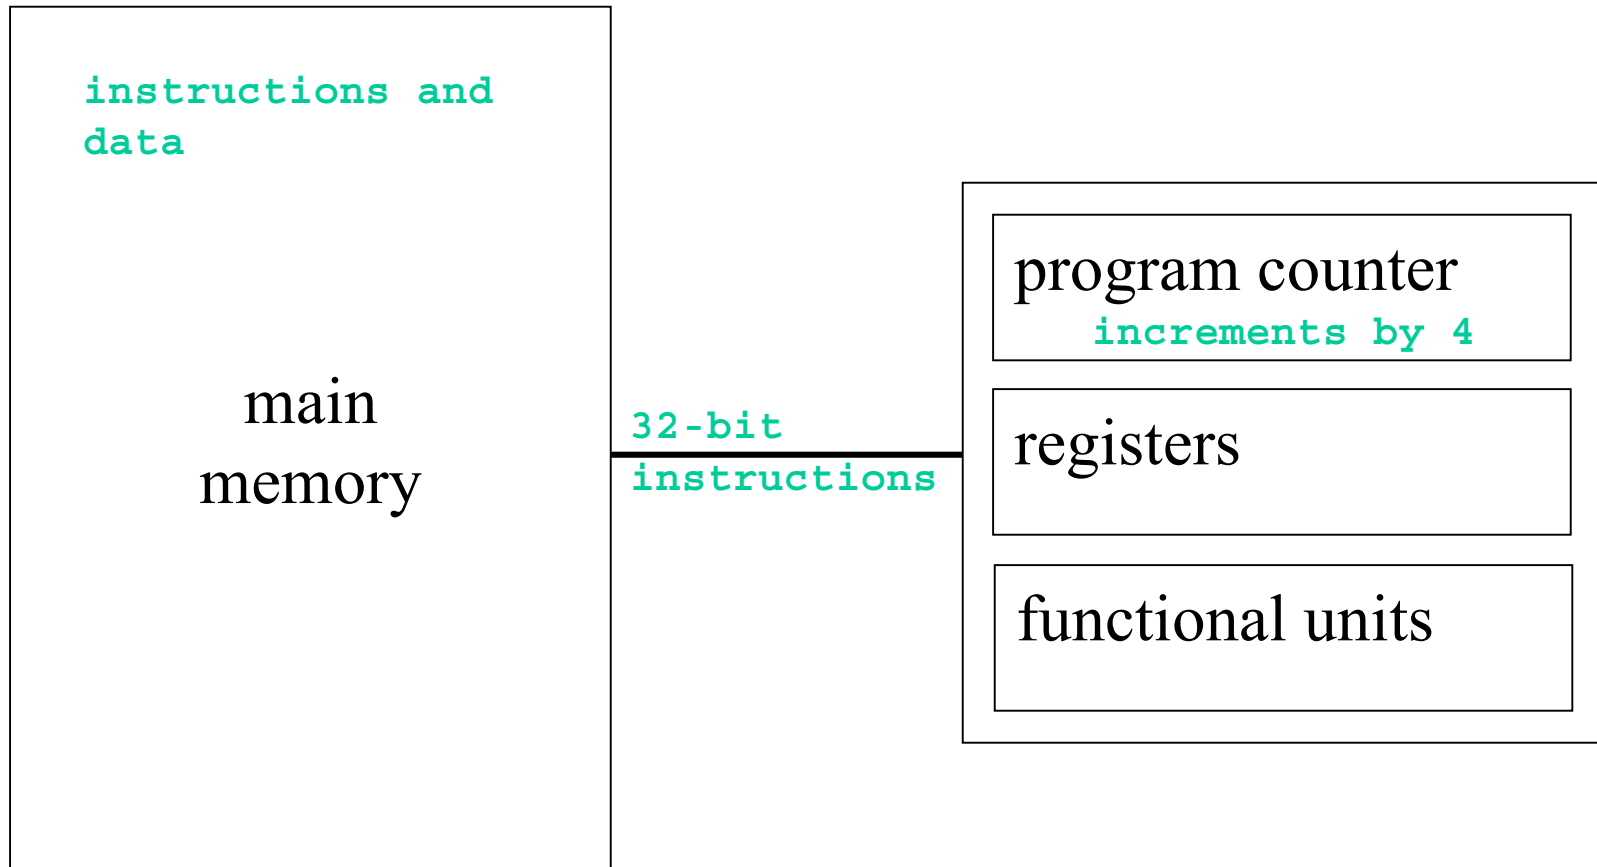 instructions and
data
main
memory
32-bit
instructions
program counter
increments by 4
registers
functional units